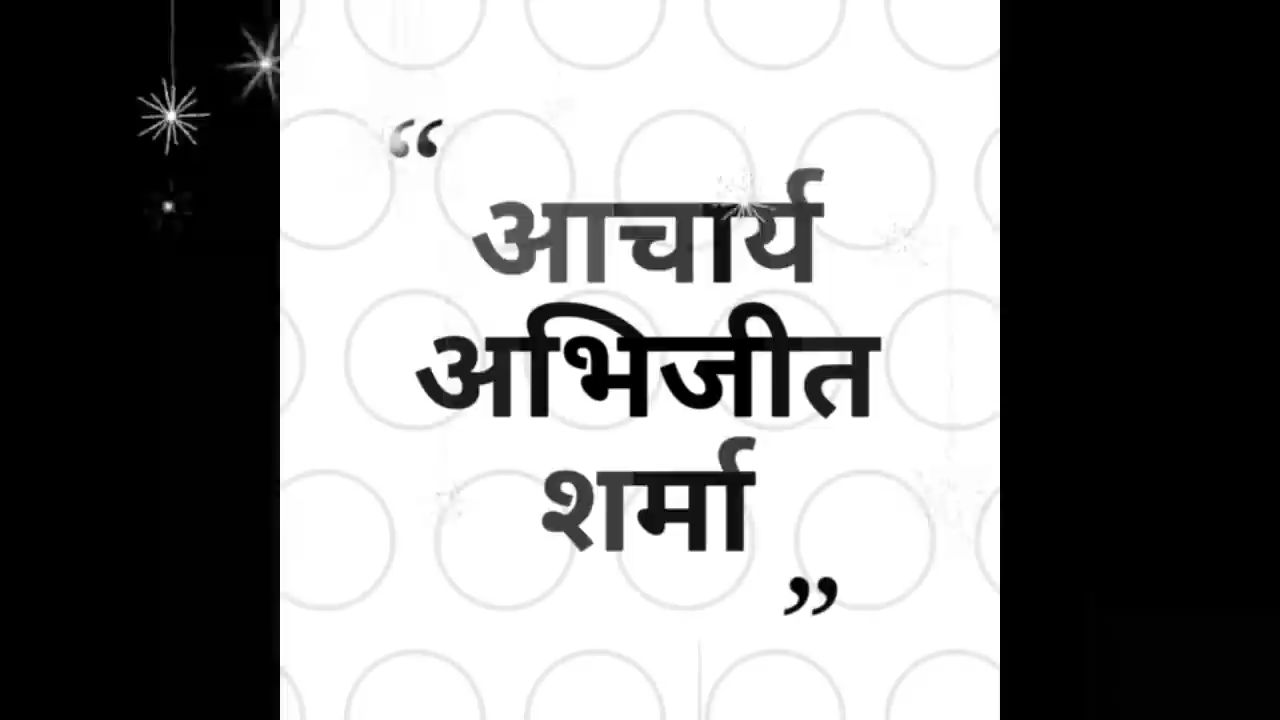 “
आचार्य
अभिजीत
शर्मा
”